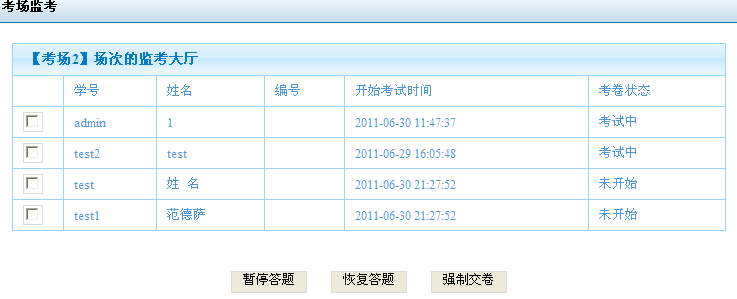 考场监考
【考场2】场次的监考大厅
学号 姓名 编号 开始考试时间 考卷状态
admin 1 2011-06-30 11:47:37 考试中
test2 test 2011-06-29 16:05:48 考试中
test 姓 名 2011-06-30 21:27:52 未开始
test1 范德萨 2011-06-30 21:27:52 未开始
暂停答题 恢复答题 强制交卷